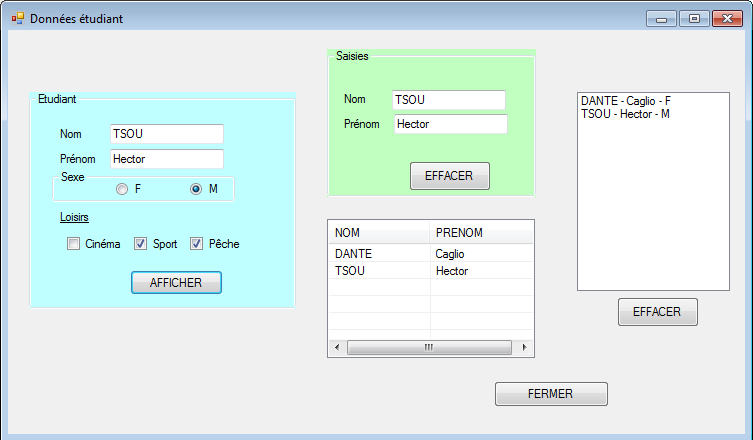 Données étudiant
Etudiant
Nom TSOU
Prénom Hector
Sexe
F M
Loisirs
Cinéma Sport Pêche
AFFICHER
Saisies
Nom TSOU
Prénom Hector
EFFACER
NOM PRENOM
DANTE Caglio
TSOU Hector
DANTE - Caglio - F
TSOU - Hector - M
EFFACER
FERMER